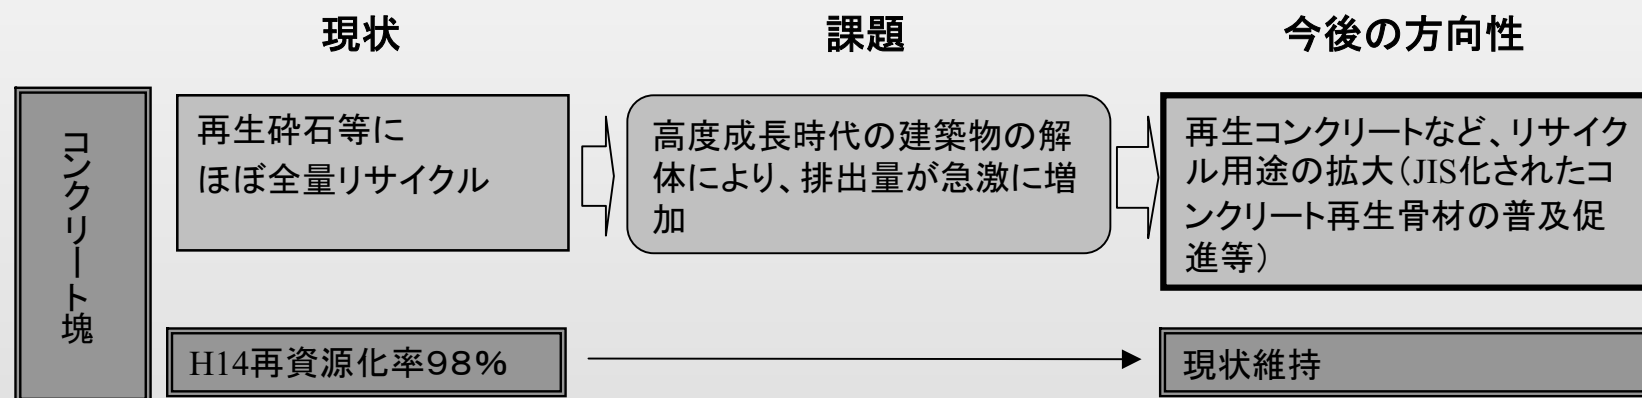 現状
課題
今後の方向性
コンクリート塊
再生砕石等に
ほぼ全量リサイクル
高度成長時代の建築物の解
体により、排出量が急激に増
加
再生コンクリートなど、リサイク
ル用途の拡大(JIS化されたコ
ンクリート再生骨材の普及促
進等)
H14再資源化率98%
現状維持